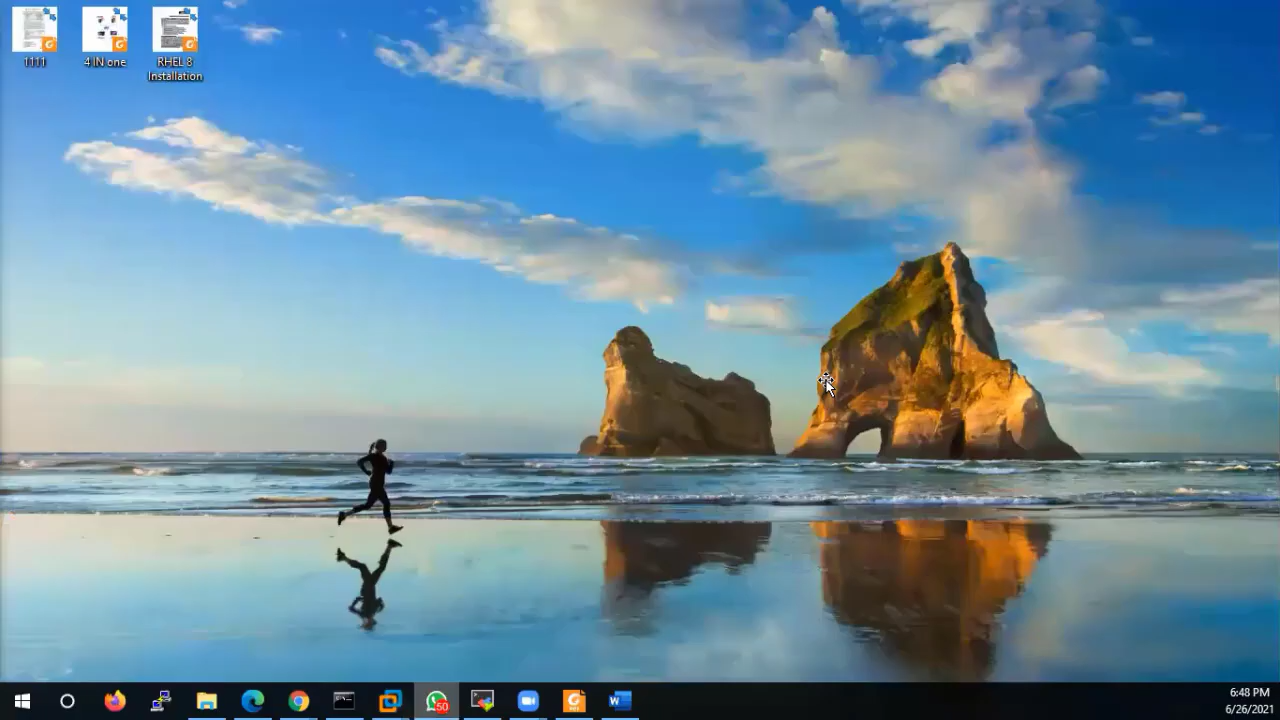 1111
4 IN one
RHEL 8
Installation
50
6:48 PM
6/26/2021